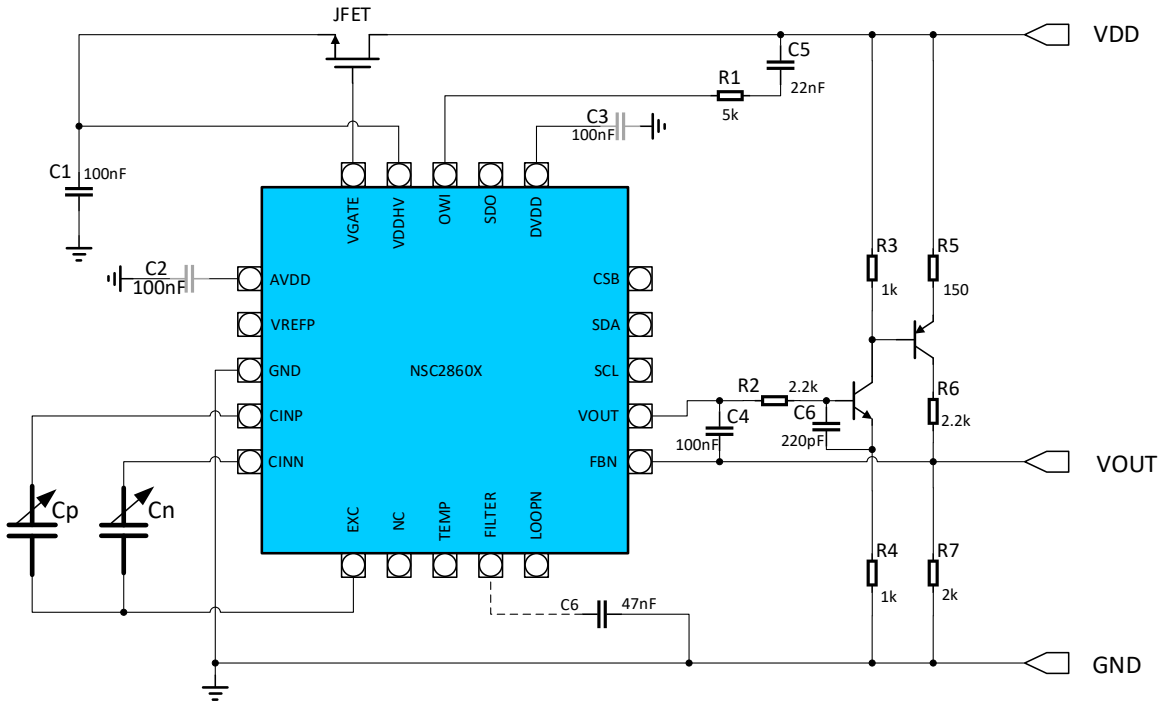 JFET
VDD
C5
R1
22nF
5k
C3
100nF
C1
100nF
VGATE
VDDHV
OWI
SDO
DVDD
C2
100nF
AVDD
CSB
R3
R5
1k
150
VREFP
SDA
GND
NSC2860X
SCL
R2
2.2k
R6
CINP
VOUT
C4
C6
2.2k
100nF
220pF
CINN
FBN
VOUT
Cp
Cn
EXC
NC
TEMP
FILTER
LOOPN
R4
R7
1k
2k
C6
47nF
GND